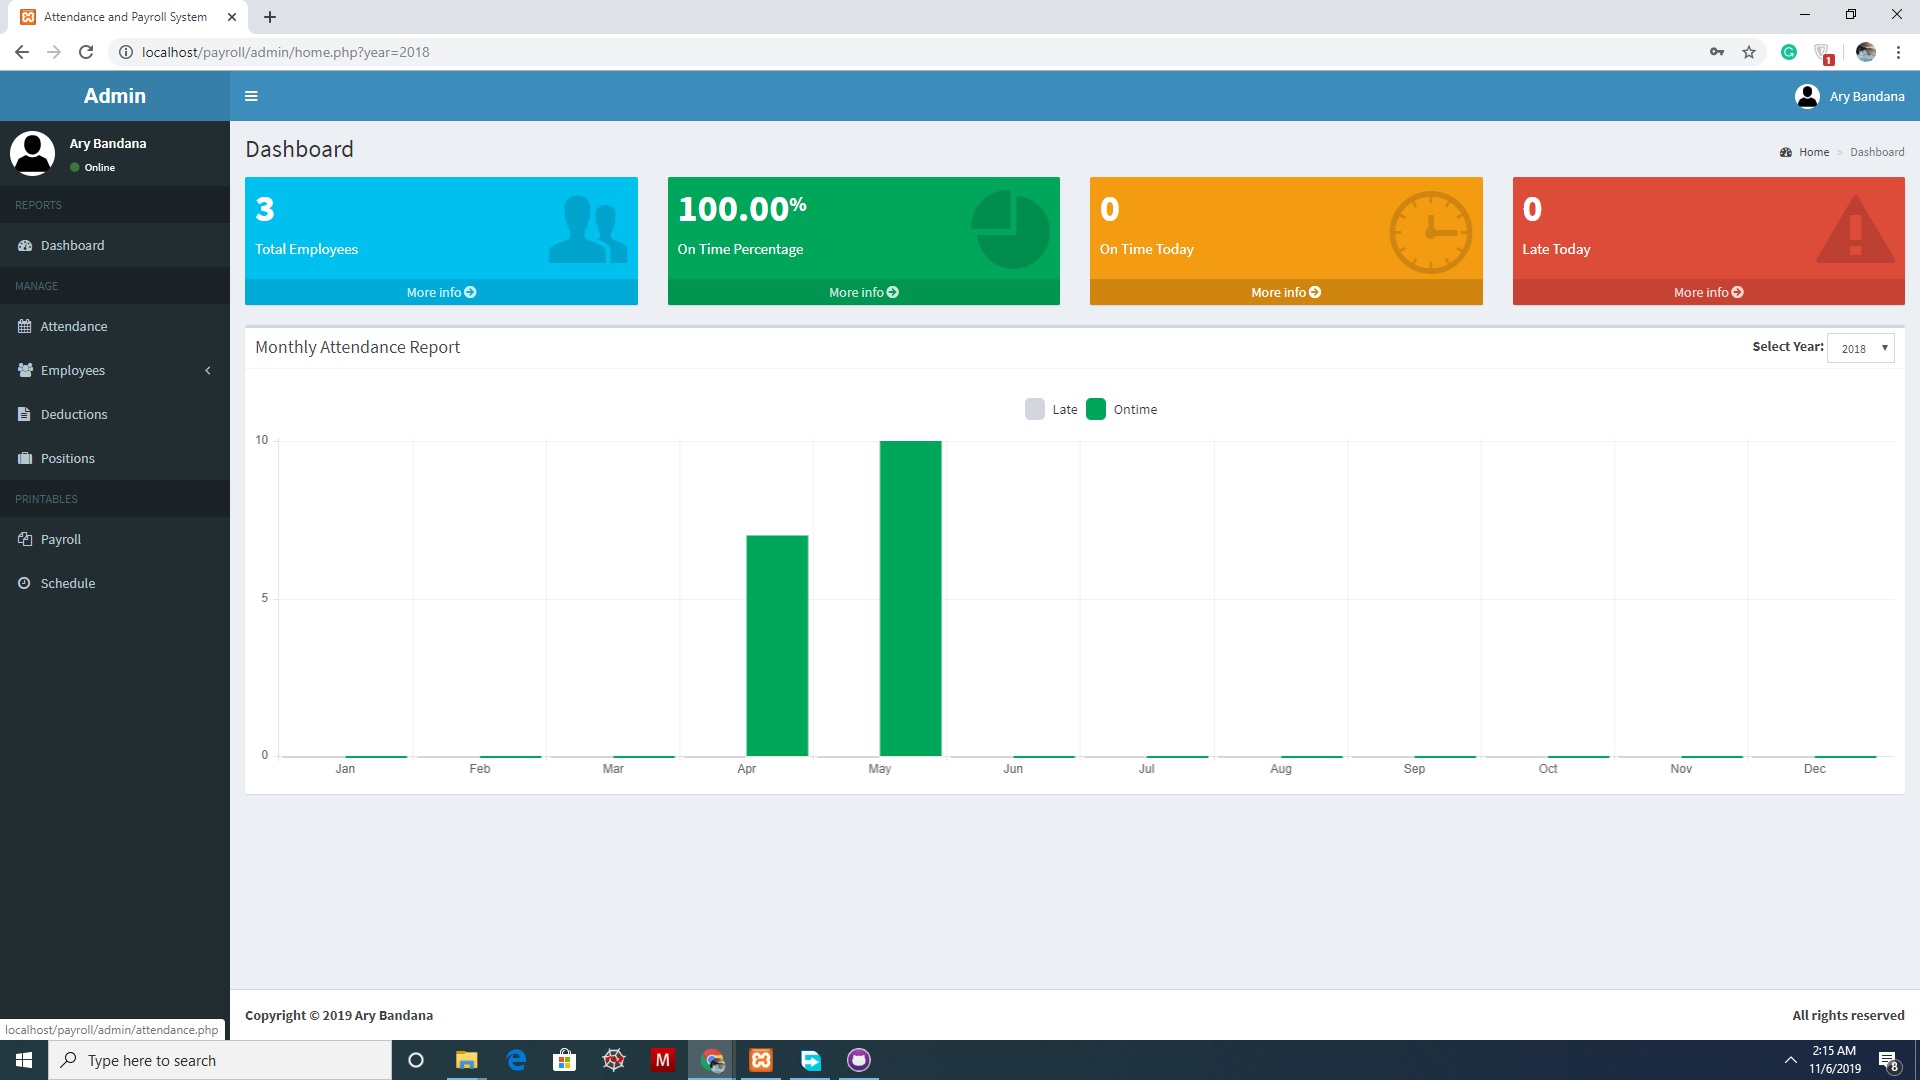 Attendance and Payroll System
localhost/payroll/admin/home.php?year=2018
1
Admin
Ary Bandana
Ary Bandana
Online
Dashboard
Home > Dashboard
REPORTS
Dashboard
MANAGE
Attendance
Employees
Deductions
Positions
PRINTABLES
Payroll
Schedule
3
Total Employees
More info
100.00%
On Time Percentage
More info
0
On Time Today
More info
0
Late Today
More info
Monthly Attendance Report
Select Year: 2018
Late Ontime
10
5
0
Jan Feb Mar Apr May Jun Jul Aug Sep Oct Nov Dec
Copyright © 2019 Ary Bandana
All rights reserved
localhost/payroll/admin/attendance.php
Type here to search
M
2:15 AM
11/6/2019
8